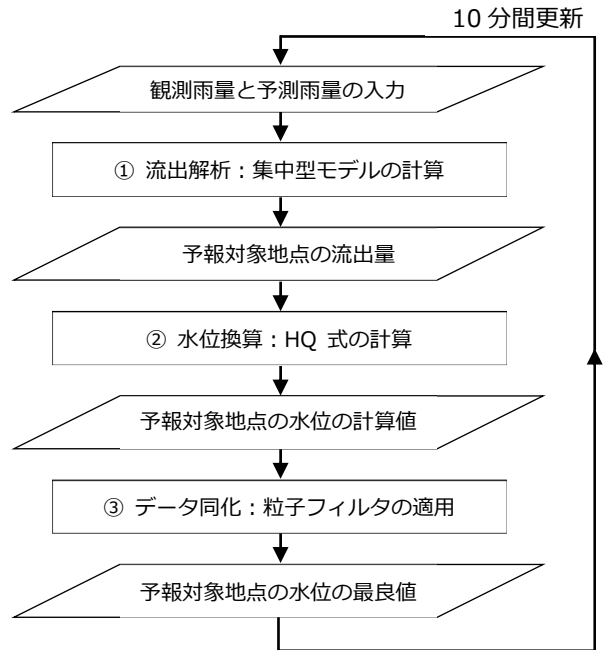 10 分間更新
観測雨量と予測雨量の入力
① 流出解析：集中型モデルの計算
予報対象地点の流出量
② 水位換算：HQ 式の計算
予報対象地点の水位の計算値
③ データ同化：粒子フィルタの適用
予報対象地点の水位の最良値